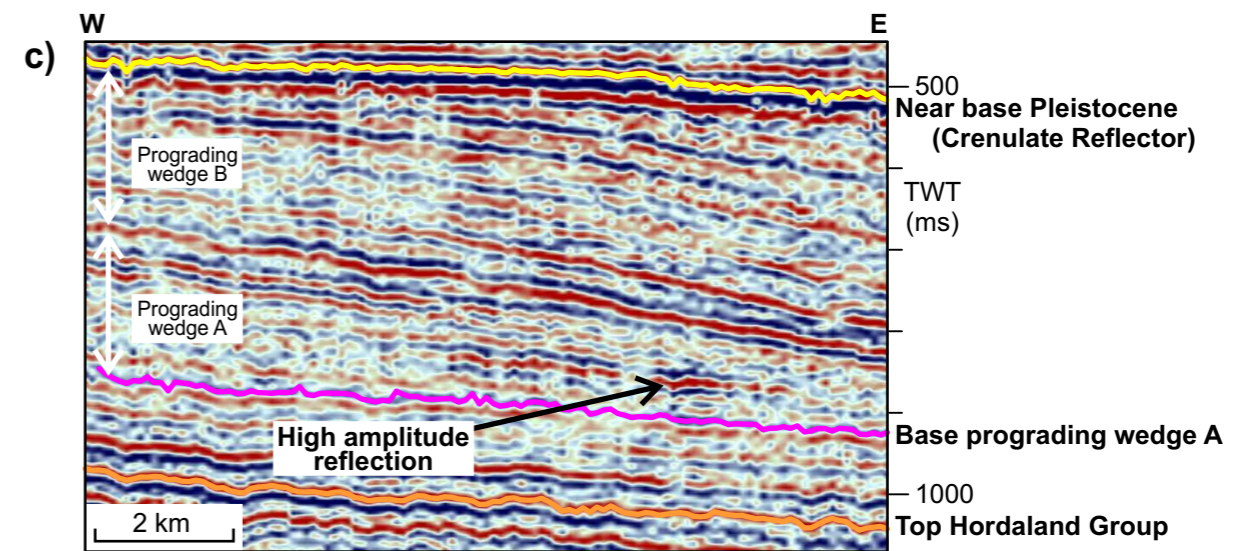 W
E
c)
500
Near base Pleistocene
(Crenulate Reflector)
Prograding
wedge B
TWT
(ms)
Prograding
wedge A
High amplitude
reflection
Base prograding wedge A
1000
2 km
Top Hordaland Group